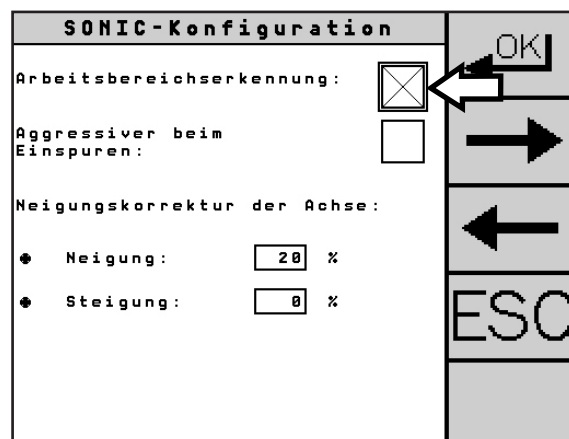 SONIC-Konfiguration
OK
Arbeitsbereichserkennung:
Aggressiver beim
Einspuren:
Neigungskorrektur der Achse:
Neigung: 20 %
Steigung: 0 %
ESC